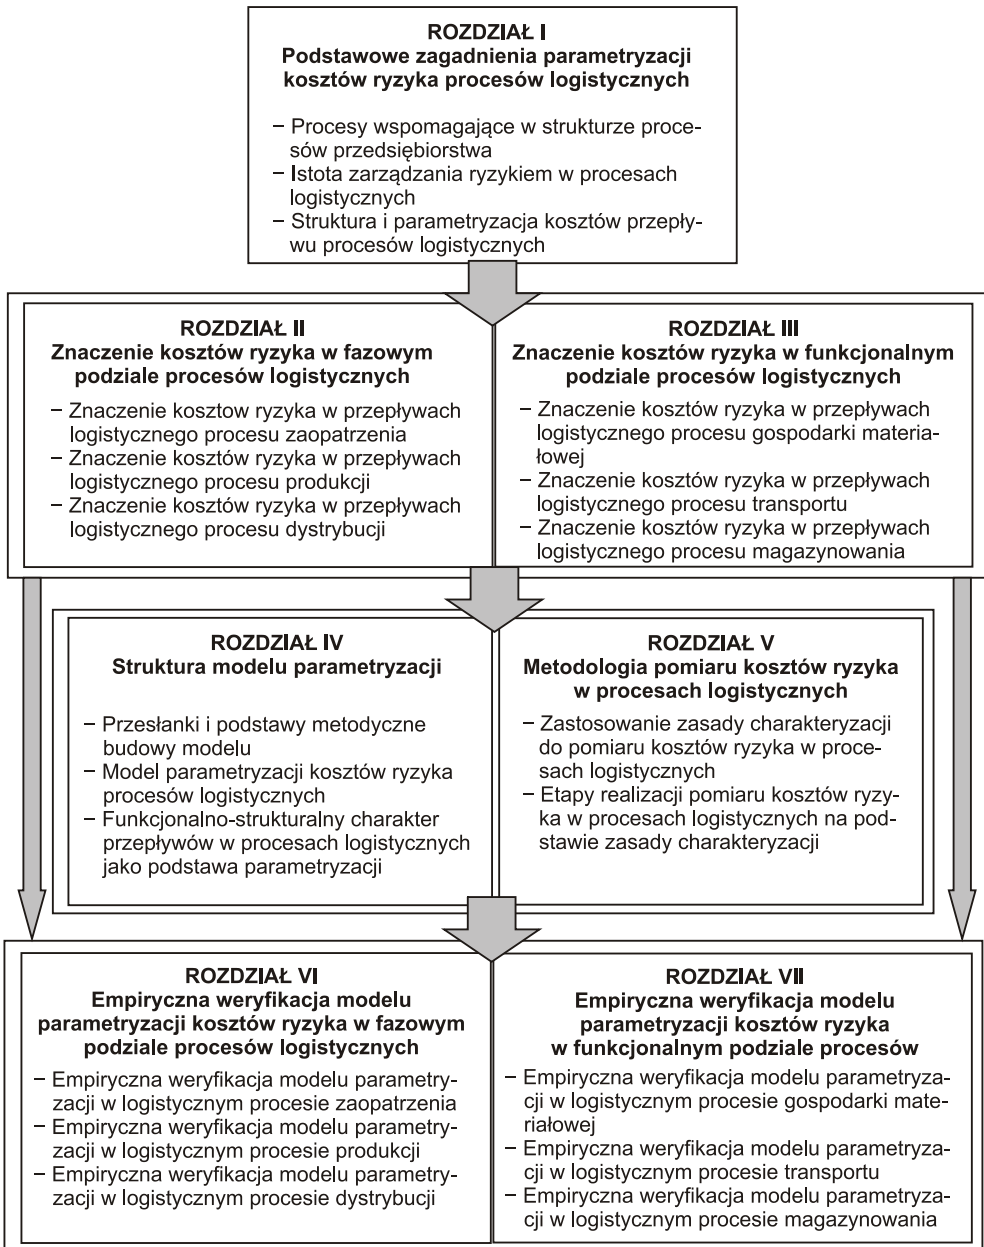 ROZDZIAŁ I
Podstawowe zagadnienia parametryzacji
kosztów ryzyka procesów logistycznych
– Procesy wspomagające w strukturze proce-
sów przedsiębiorstwa
– Istota zarządzania ryzykiem w procesach
logistycznych
– Struktura i parametryzacja kosztów przepły-
wu procesów logistycznych
ROZDZIAŁ II
Znaczenie kosztów ryzyka w fazowym
podziale procesów logistycznych
– Znaczenie kosztow ryzyka w przepływach
logistycznego procesu zaopatrzenia
– Znaczenie kosztów ryzyka w przepływach
logistycznego procesu produkcji
– Znaczenie kosztów ryzyka w przepływach
logistycznego procesu dystrybucji
ROZDZIAŁ III
Znaczenie kosztów ryzyka w funkcjonalnym
podziale procesów logistycznych
– Znaczenie kosztów ryzyka w przepływach
logistycznego procesu gospodarki materia-
łowej
– Znaczenie kosztów ryzyka w przepływach
logistycznego procesu transportu
– Znaczenie kosztów ryzyka w przepływach
logistycznego procesu magazynowania
ROZDZIAŁ IV
Struktura modelu parametryzacji
– Przesłanki i podstawy metodyczne
budowy modelu
– Model parametryzacji kosztów ryzyka
procesów logistycznych
– Funkcjonalno-strukturalny charakter
przepływów w procesach logistycznych
jako podstawa parametryzacji
ROZDZIAŁ V
Metodologia pomiaru kosztów ryzyka
w procesach logistycznych
– Zastosowanie zasady charakteryzacji
do pomiaru kosztów ryzyka w proce-
sach logistycznych
– Etapy realizacji pomiaru kosztów ryzy-
ka w procesach logistycznych na pod-
stawie zasady charakteryzacji
ROZDZIAŁ VI
Empiryczna weryfikacja modelu
parametryzacji kosztów ryzyka w fazowym
podziale procesów logistycznych
– Empiryczna weryfikacja modelu parametry-
zacji w logistycznym procesie zaopatrzenia
– Empiryczna weryfikacja modelu parametry-
zacji w logistycznym procesie produkcji
– Empiryczna weryfikacja modelu parametry-
zacji w logistycznym procesie dystrybucji
ROZDZIAŁ VII
Empiryczna weryfikacja modelu
parametryzacji kosztów ryzyka
w funkcjonalnym podziale procesów
– Empiryczna weryfikacja modelu parametryza-
cji w logistycznym procesie gospodarki mate-
riałowej
– Empiryczna weryfikacja modelu parametryza-
cji w logistycznym procesie transportu
– Empiryczna weryfikacja modelu parametryza-
cji w logistycznym procesie magazynowania